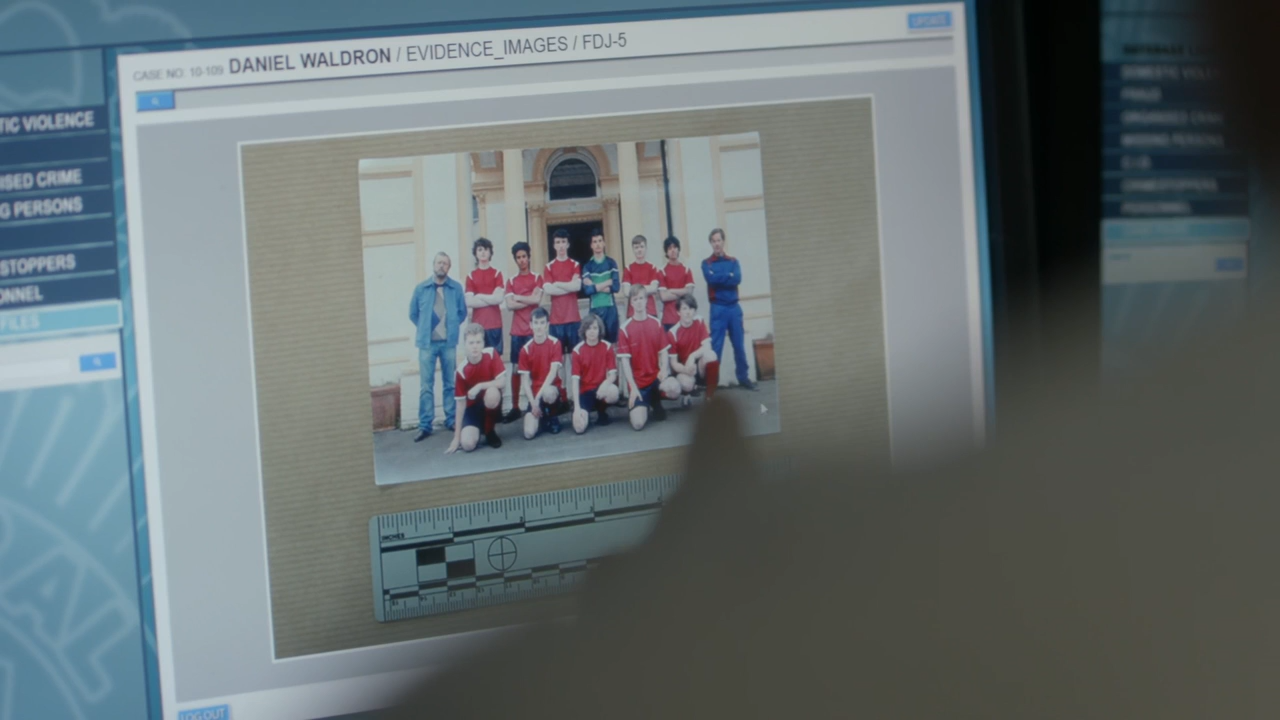 CASE NO: 10-109 DANIEL WALDRON / EVIDENCE_IMAGES / FDJ-5
UPDATE
TIC VIOLENCE
ISED CRIME
G PERSONS
STOPPERS
ONNEL
FILES
INCHES
LOG OUT